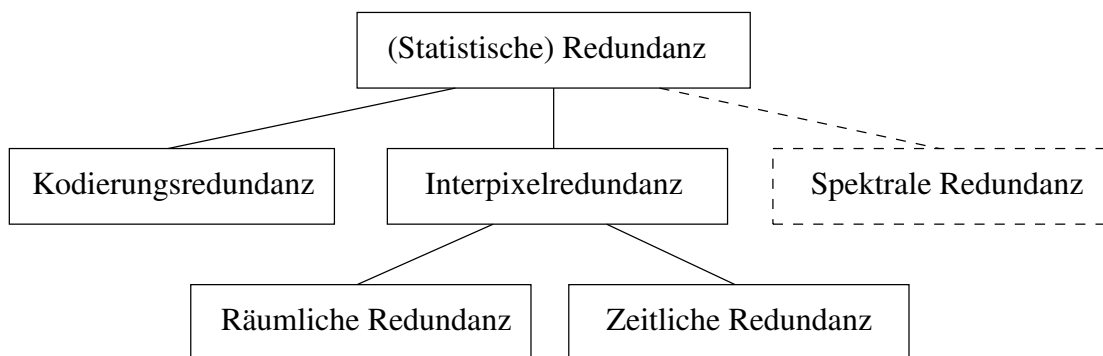 (Statistische) Redundanz
Kodierungsredundanz
Interpixelredundanz
Spektrale Redundanz
Räumliche Redundanz
Zeitliche Redundanz